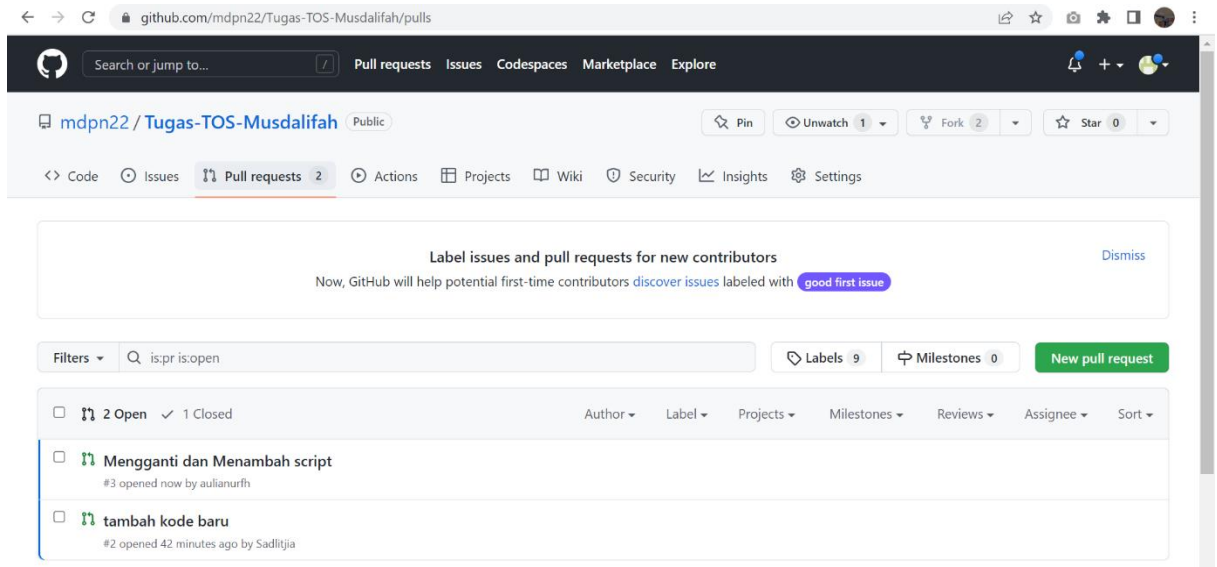 github.com/mdpn22/Tugas-TOS-Musdalifah/pulls
Search or jump to... / Pull requests Issues Codespaces Marketplace Explore
mdpn22 / Tugas-TOS-Musdalifah Public Pin Unwatch 1 Fork 2 Star 0
<> Code Issues Pull requests 2 Actions Projects Wiki Security Insights Settings
Label issues and pull requests for new contributors Dismiss
Now, GitHub will help potential first-time contributors discover issues labeled with good first issue
Filters is:pr is:open Labels 9 Milestones 0 New pull request
2 Open 1 Closed Author Label Projects Milestones Reviews Assignee Sort
Mengganti dan Menambah script
#3 opened now by aulianurfh
tambah kode baru
#2 opened 42 minutes ago by Sadlitjia